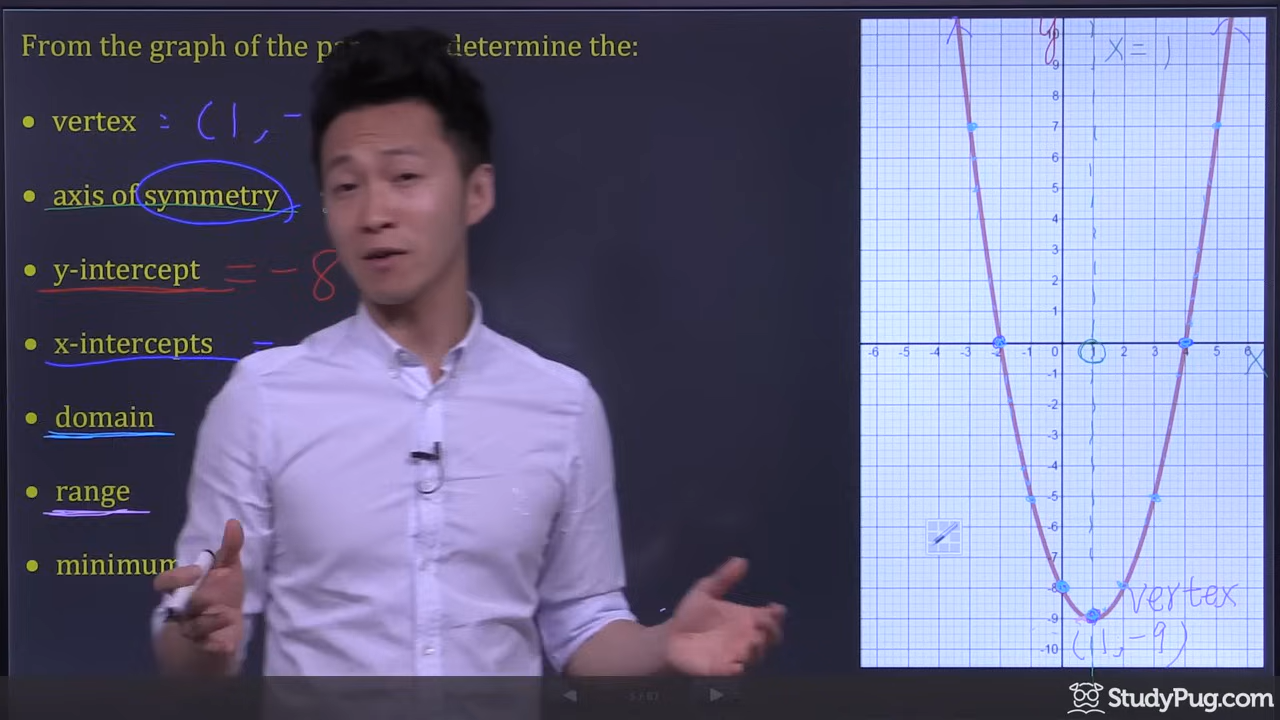 From the graph of the determine the:
• vertex = (1, -
• axis of symmetry
• y-intercept = -8
• x-intercepts =
• domain
• range
• minimum
y
x = 1
10
9
8
7
6
5
4
3
2
1
-6 -5 -4 -3 -2 -1 0 1 2 3 4 5 6
x
-1
-2
-3
-4
-5
-6
-7
-8
-9
-10
vertex
(1, -9)
StudyPug.com